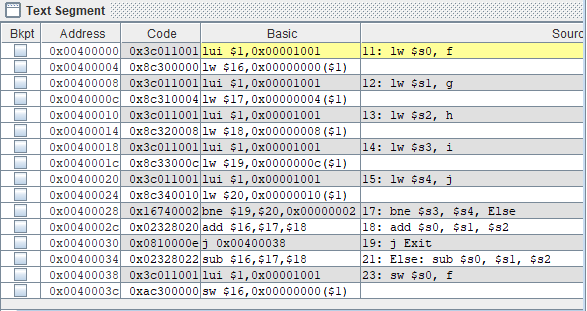 Text Segment
Bkpt Address Code Basic Sourc
0x00400000 0x3c011001 lui $1,0x00001001 11: lw $s0, f
0x00400004 0x8c300000 lw $16,0x00000000($1)
0x00400008 0x3c011001 lui $1,0x00001001 12: lw $s1, g
0x0040000c 0x8c310004 lw $17,0x00000004($1)
0x00400010 0x3c011001 lui $1,0x00001001 13: lw $s2, h
0x00400014 0x8c320008 lw $18,0x00000008($1)
0x00400018 0x3c011001 lui $1,0x00001001 14: lw $s3, i
0x0040001c 0x8c33000c lw $19,0x0000000c($1)
0x00400020 0x3c011001 lui $1,0x00001001 15: lw $s4, j
0x00400024 0x8c340010 lw $20,0x00000010($1)
0x00400028 0x16740002 bne $19,$20,0x00000002 17: bne $s3, $s4, Else
0x0040002c 0x02328020 add $16,$17,$18 18: add $s0, $s1, $s2
0x00400030 0x0810000e j 0x00400038 19: j Exit
0x00400034 0x02328022 sub $16,$17,$18 21: Else: sub $s0, $s1, $s2
0x00400038 0x3c011001 lui $1,0x00001001 23: sw $s0, f
0x0040003c 0xac300000 sw $16,0x00000000($1)